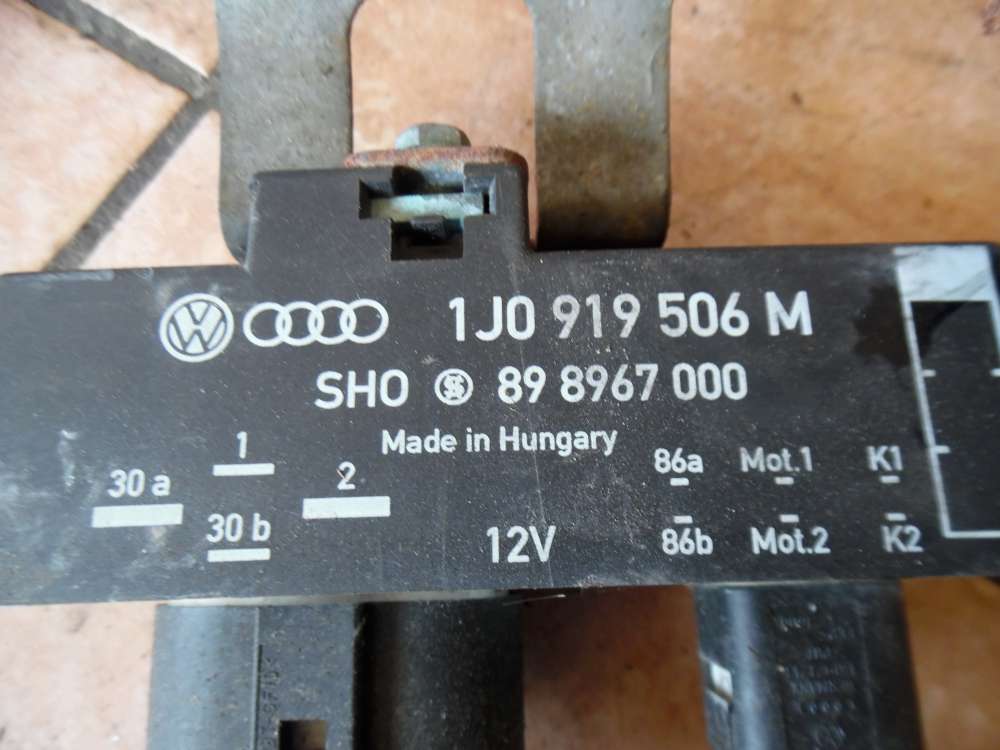 1J0 919 506 M
SHO 89 8967 000
Made in Hungary
30 a 1 2 86a Mot.1 K1
30 b 12V 86b Mot.2 K2